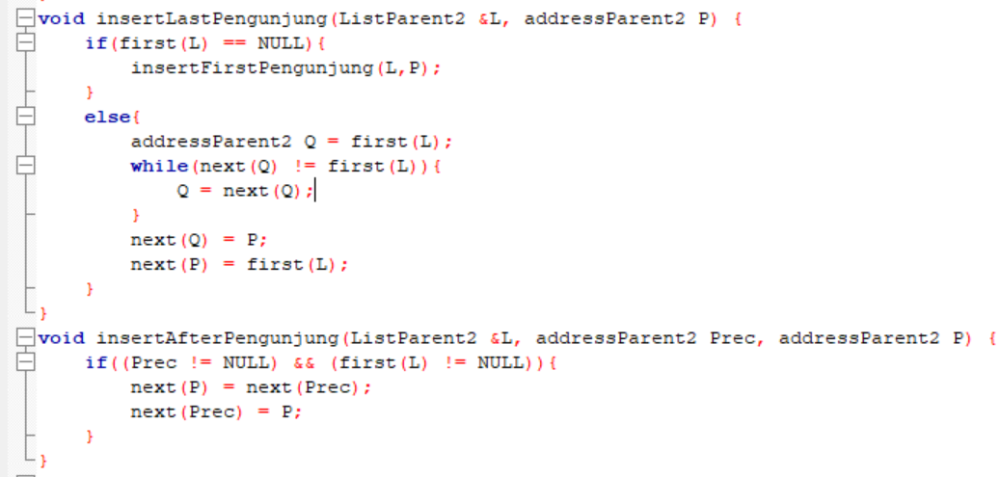 void insertLastPengunjung(ListParent2 &L, addressParent2 P) {
    if(first(L) == NULL){
        insertFirstPengunjung(L,P);
    }
    else{
        addressParent2 Q = first(L);
        while(next(Q) != first(L)){
            Q = next(Q);
        }
        next(Q) = P;
        next(P) = first(L);
    }
}
void insertAfterPengunjung(ListParent2 &L, addressParent2 Prec, addressParent2 P) {
    if((Prec != NULL) && (first(L) != NULL)){
        next(P) = next(Prec);
        next(Prec) = P;
    }
}